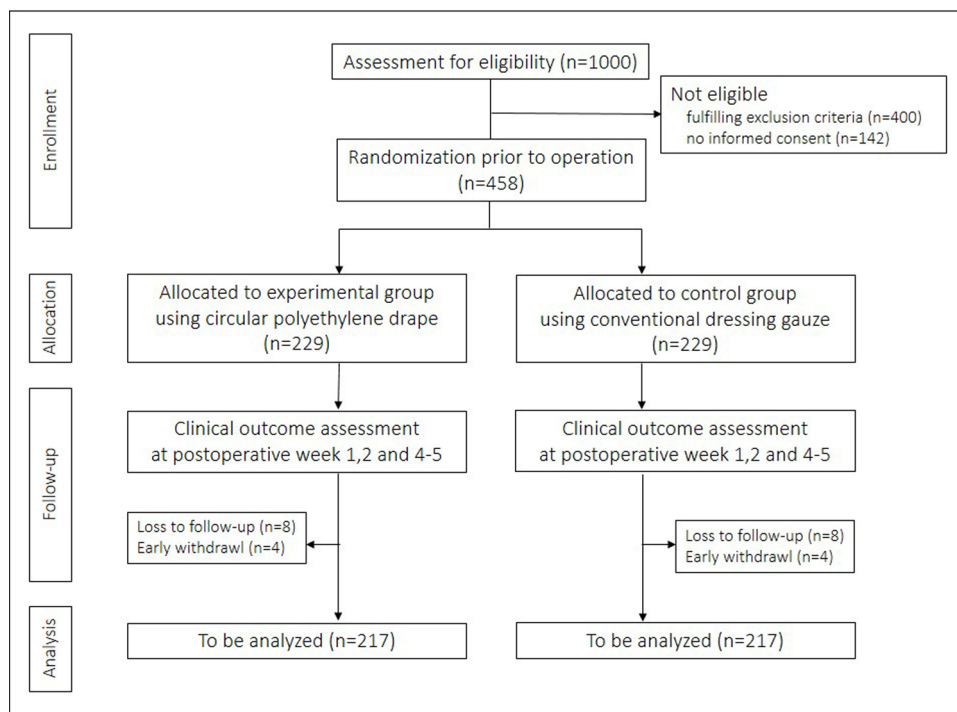 Enrollment
Assessment for eligibility (n=1000)
Not eligible
fulfilling exclusion criteria (n=400)
no informed consent (n=142)
Randomization prior to operation
(n=458)
Allocation
Allocated to experimental group
using circular polyethylene drape
(n=229)
Allocated to control group
using conventional dressing gauze
(n=229)
Follow-up
Clinical outcome assessment
at postoperative week 1,2 and 4-5
Clinical outcome assessment
at postoperative week 1,2 and 4-5
Loss to follow-up (n=8)
Early withdrawl (n=4)
Loss to follow-up (n=8)
Early withdrawl (n=4)
Analysis
To be analyzed (n=217)
To be analyzed (n=217)